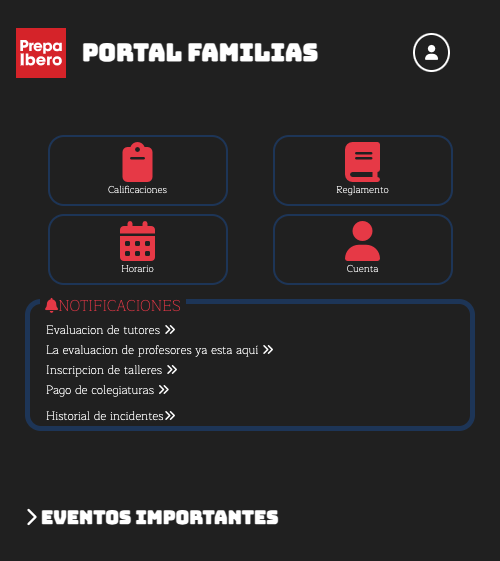 Prepa
Ibero
PORTAL FAMILIAS
Calificaciones
Reglamento
Horario
Cuenta
NOTIFICACIONES
Evaluacion de tutores
La evaluacion de profesores ya esta aquí
Inscripcion de talleres
Pago de colegiaturas
Historial de incidentes
EVENTOS IMPORTANTES